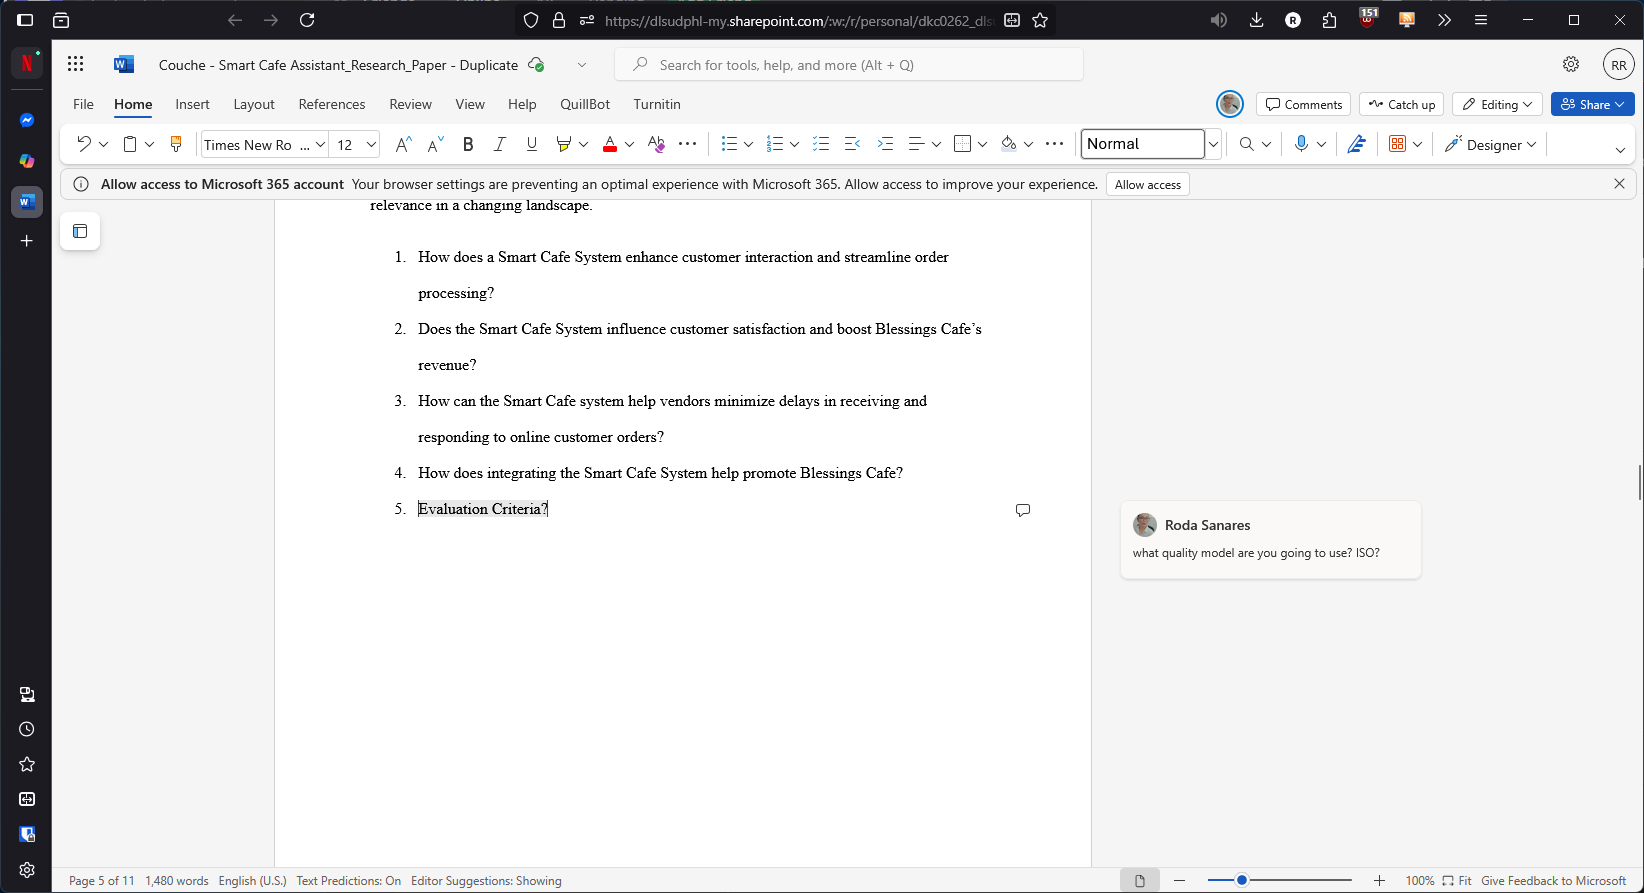 https://dlsudphl-my.sharepoint.com/:w:/r/personal/dkc0262_dls
R
151
N
W
Couche - Smart Cafe Assistant_Research_Paper - Duplicate
Search for tools, help, and more (Alt + Q)
RR
File Home Insert Layout References Review View Help QuillBot Turnitin
Comments Catch up Editing Share
Times New Ro ... 12 Normal Designer
Allow access to Microsoft 365 account Your browser settings are preventing an optimal experience with Microsoft 365. Allow access to improve your experience. Allow access
relevance in a changing landscape.
1. How does a Smart Cafe System enhance customer interaction and streamline order
processing?
2. Does the Smart Cafe System influence customer satisfaction and boost Blessings Cafe’s
revenue?
3. How can the Smart Cafe system help vendors minimize delays in receiving and
responding to online customer orders?
4. How does integrating the Smart Cafe System help promote Blessings Cafe?
5. Evaluation Criteria?
Roda Sanares
what quality model are you going to use? ISO?
Page 5 of 11 1,480 words English (U.S.) Text Predictions: On Editor Suggestions: Showing
100% Fit Give Feedback to Microsoft